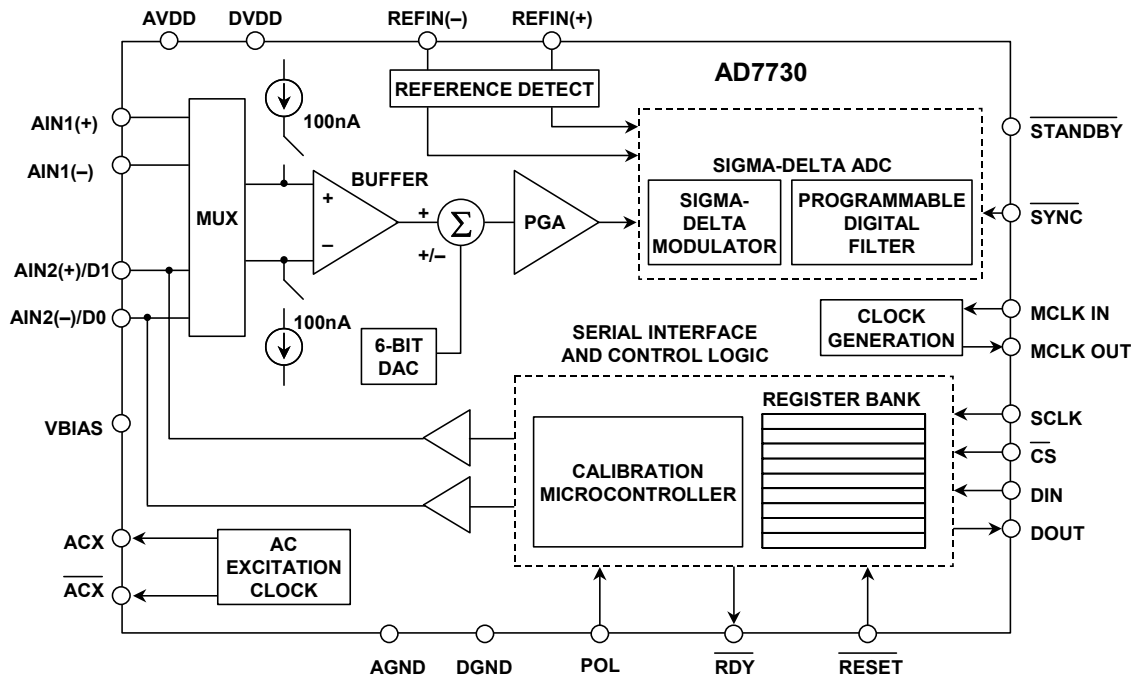 AVDD DVDD REFIN(–) REFIN(+)
AD7730
REFERENCE DETECT
AIN1(+)
100nA
STANDBY
AIN1(–)
SIGMA-DELTA ADC
BUFFER
MUX
+
–
+
+/–
Σ
PGA
SIGMA-
DELTA
MODULATOR
PROGRAMMABLE
DIGITAL
FILTER
SYNC
AIN2(+)/D1
AIN2(–)/D0
100nA
6-BIT
DAC
SERIAL INTERFACE
AND CONTROL LOGIC
CLOCK
GENERATION
MCLK IN
MCLK OUT
VBIAS
REGISTER BANK
CALIBRATION
MICROCONTROLLER
SCLK
CS
DIN
DOUT
ACX
ACX
AC
EXCITATION
CLOCK
AGND DGND POL RDY RESET